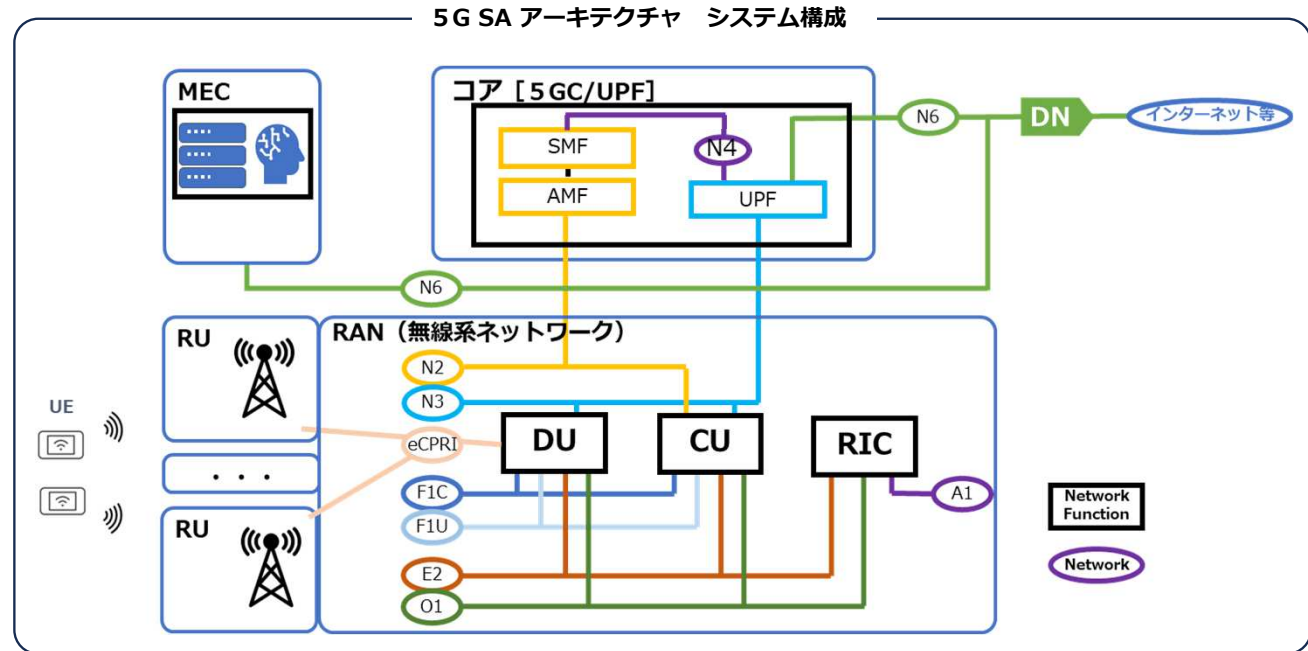 ５G SA アーキテクチャ　システム構成
MEC
コア［５GC/UPF］
SMF
N4
AMF
UPF
N6
DN
インターネット等
N6
RU
RAN（無線系ネットワーク）
N2
N3
UE
eCPRI
DU
CU
RIC
・・・
F1C
A1
F1U
RU
E2
O1
Network
Function
Network